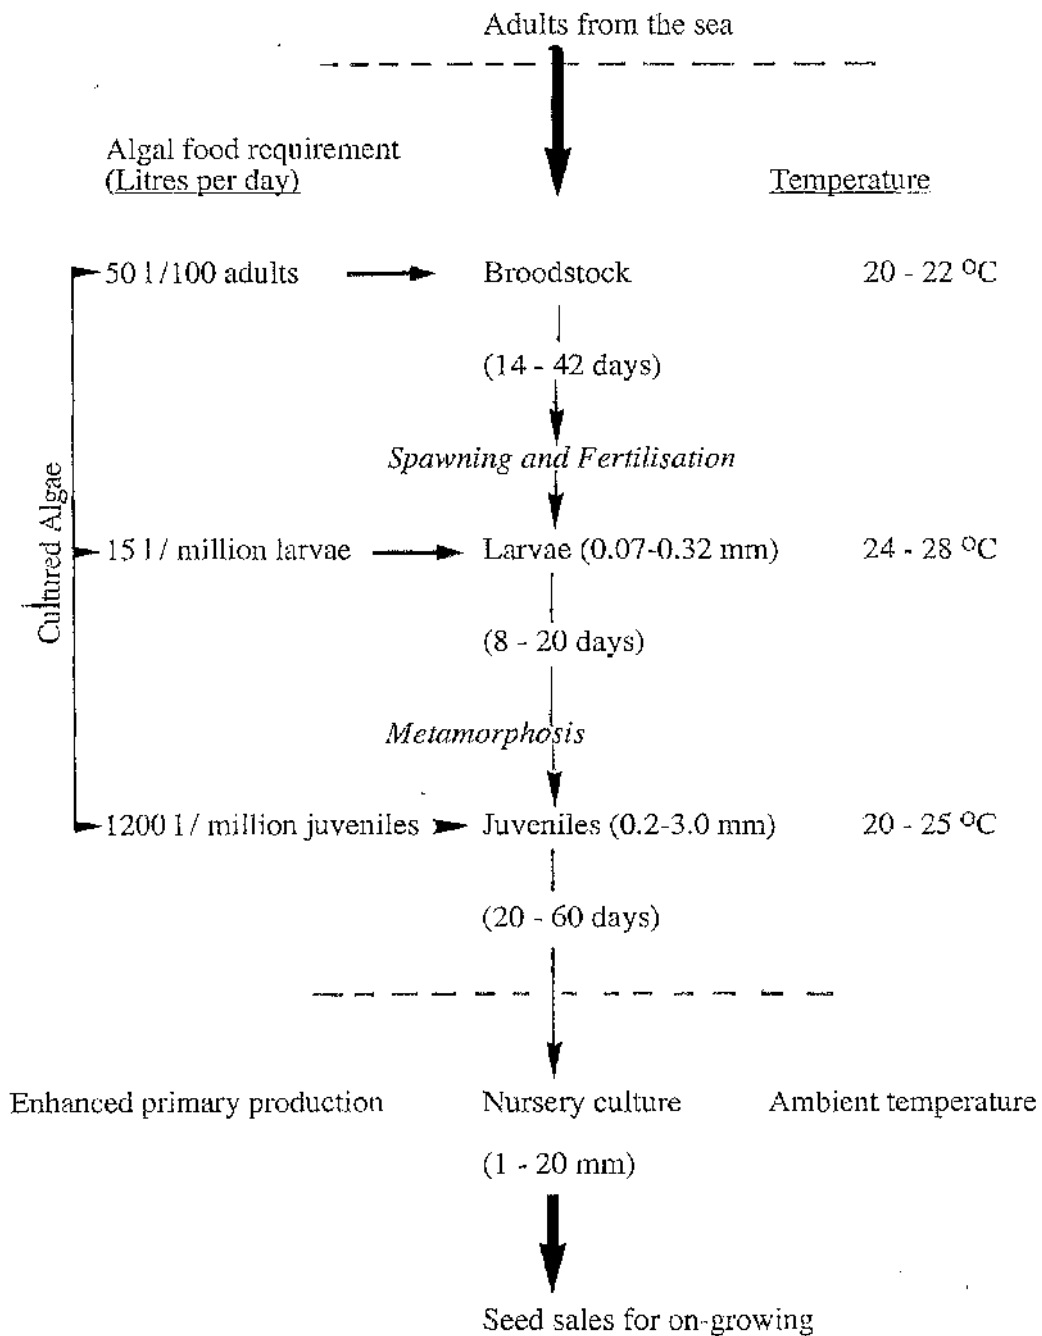 Adults from the sea
Algal food requirement
(Litres per day)
Temperature
50 l/100 adults
Broodstock
20 - 22 °C
(14 - 42 days)
Spawning and Fertilisation
Cultured Algae
15 l/ million larvae
Larvae (0.07-0.32 mm)
24 - 28 °C
(8 - 20 days)
Metamorphosis
1200 l/ million juveniles
Juveniles (0.2-3.0 mm)
20 - 25 °C
(20 - 60 days)
Enhanced primary production
Nursery culture
Ambient temperature
(1 - 20 mm)
Seed sales for on-growing